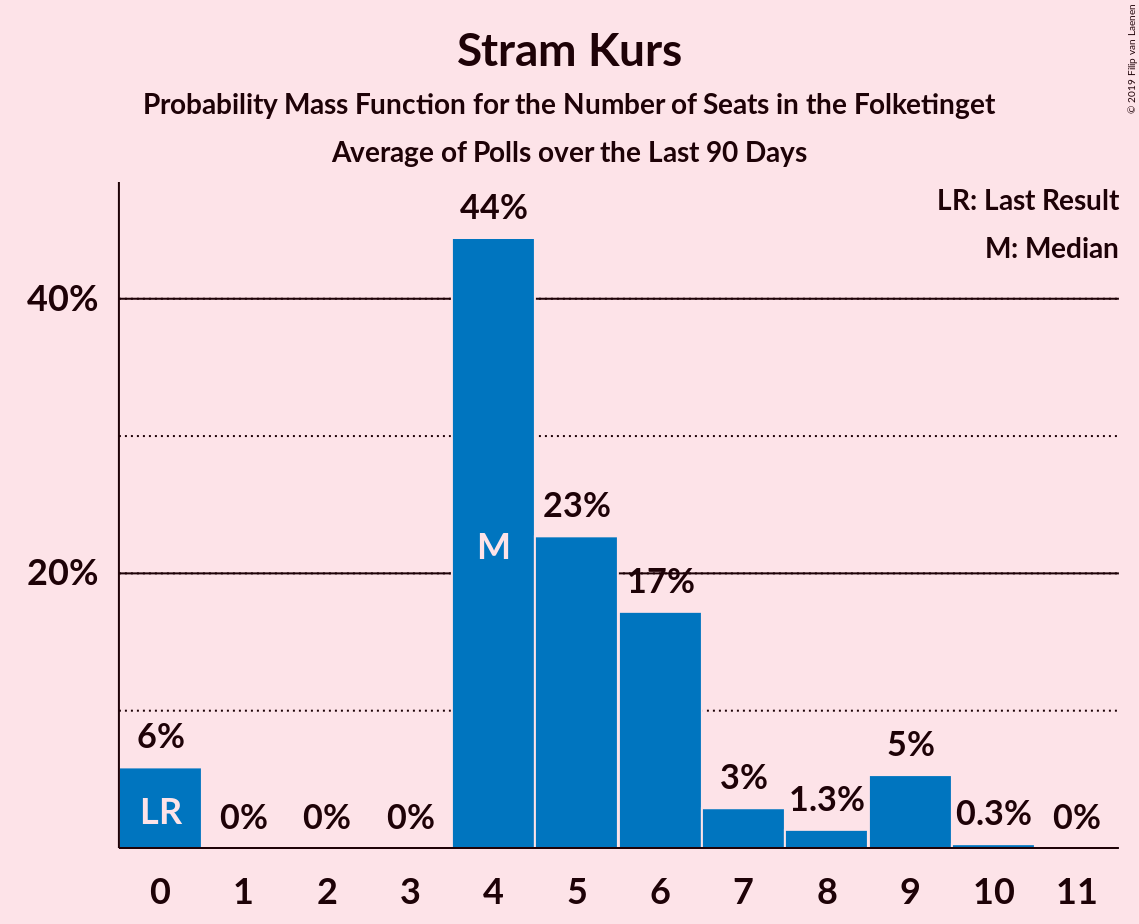 Stram Kurs
Probability Mass Function for the Number of Seats in the Folketinget
Average of Polls over the Last 90 Days
© 2019 Filip van Laenen
LR: Last Result
M: Median
40%
20%
6%
0%
0%
0%
44%
23%
17%
3%
1.3%
5%
0.3%
0%
LR
M
0 1 2 3 4 5 6 7 8 9 10 11